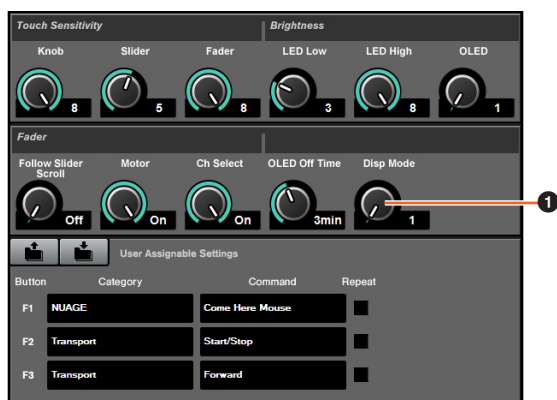 Touch Sensitivity Brightness
Knob Slider Fader LED Low LED High OLED
8 5 8 3 8 1
Fader
Follow Slider Scroll Motor Ch Select OLED Off Time Disp Mode
Off On On 3min 1
1
User Assignable Settings
Button Category Command Repeat
F1 NUAGE Come Here Mouse
F2 Transport Start/Stop
F3 Transport Forward